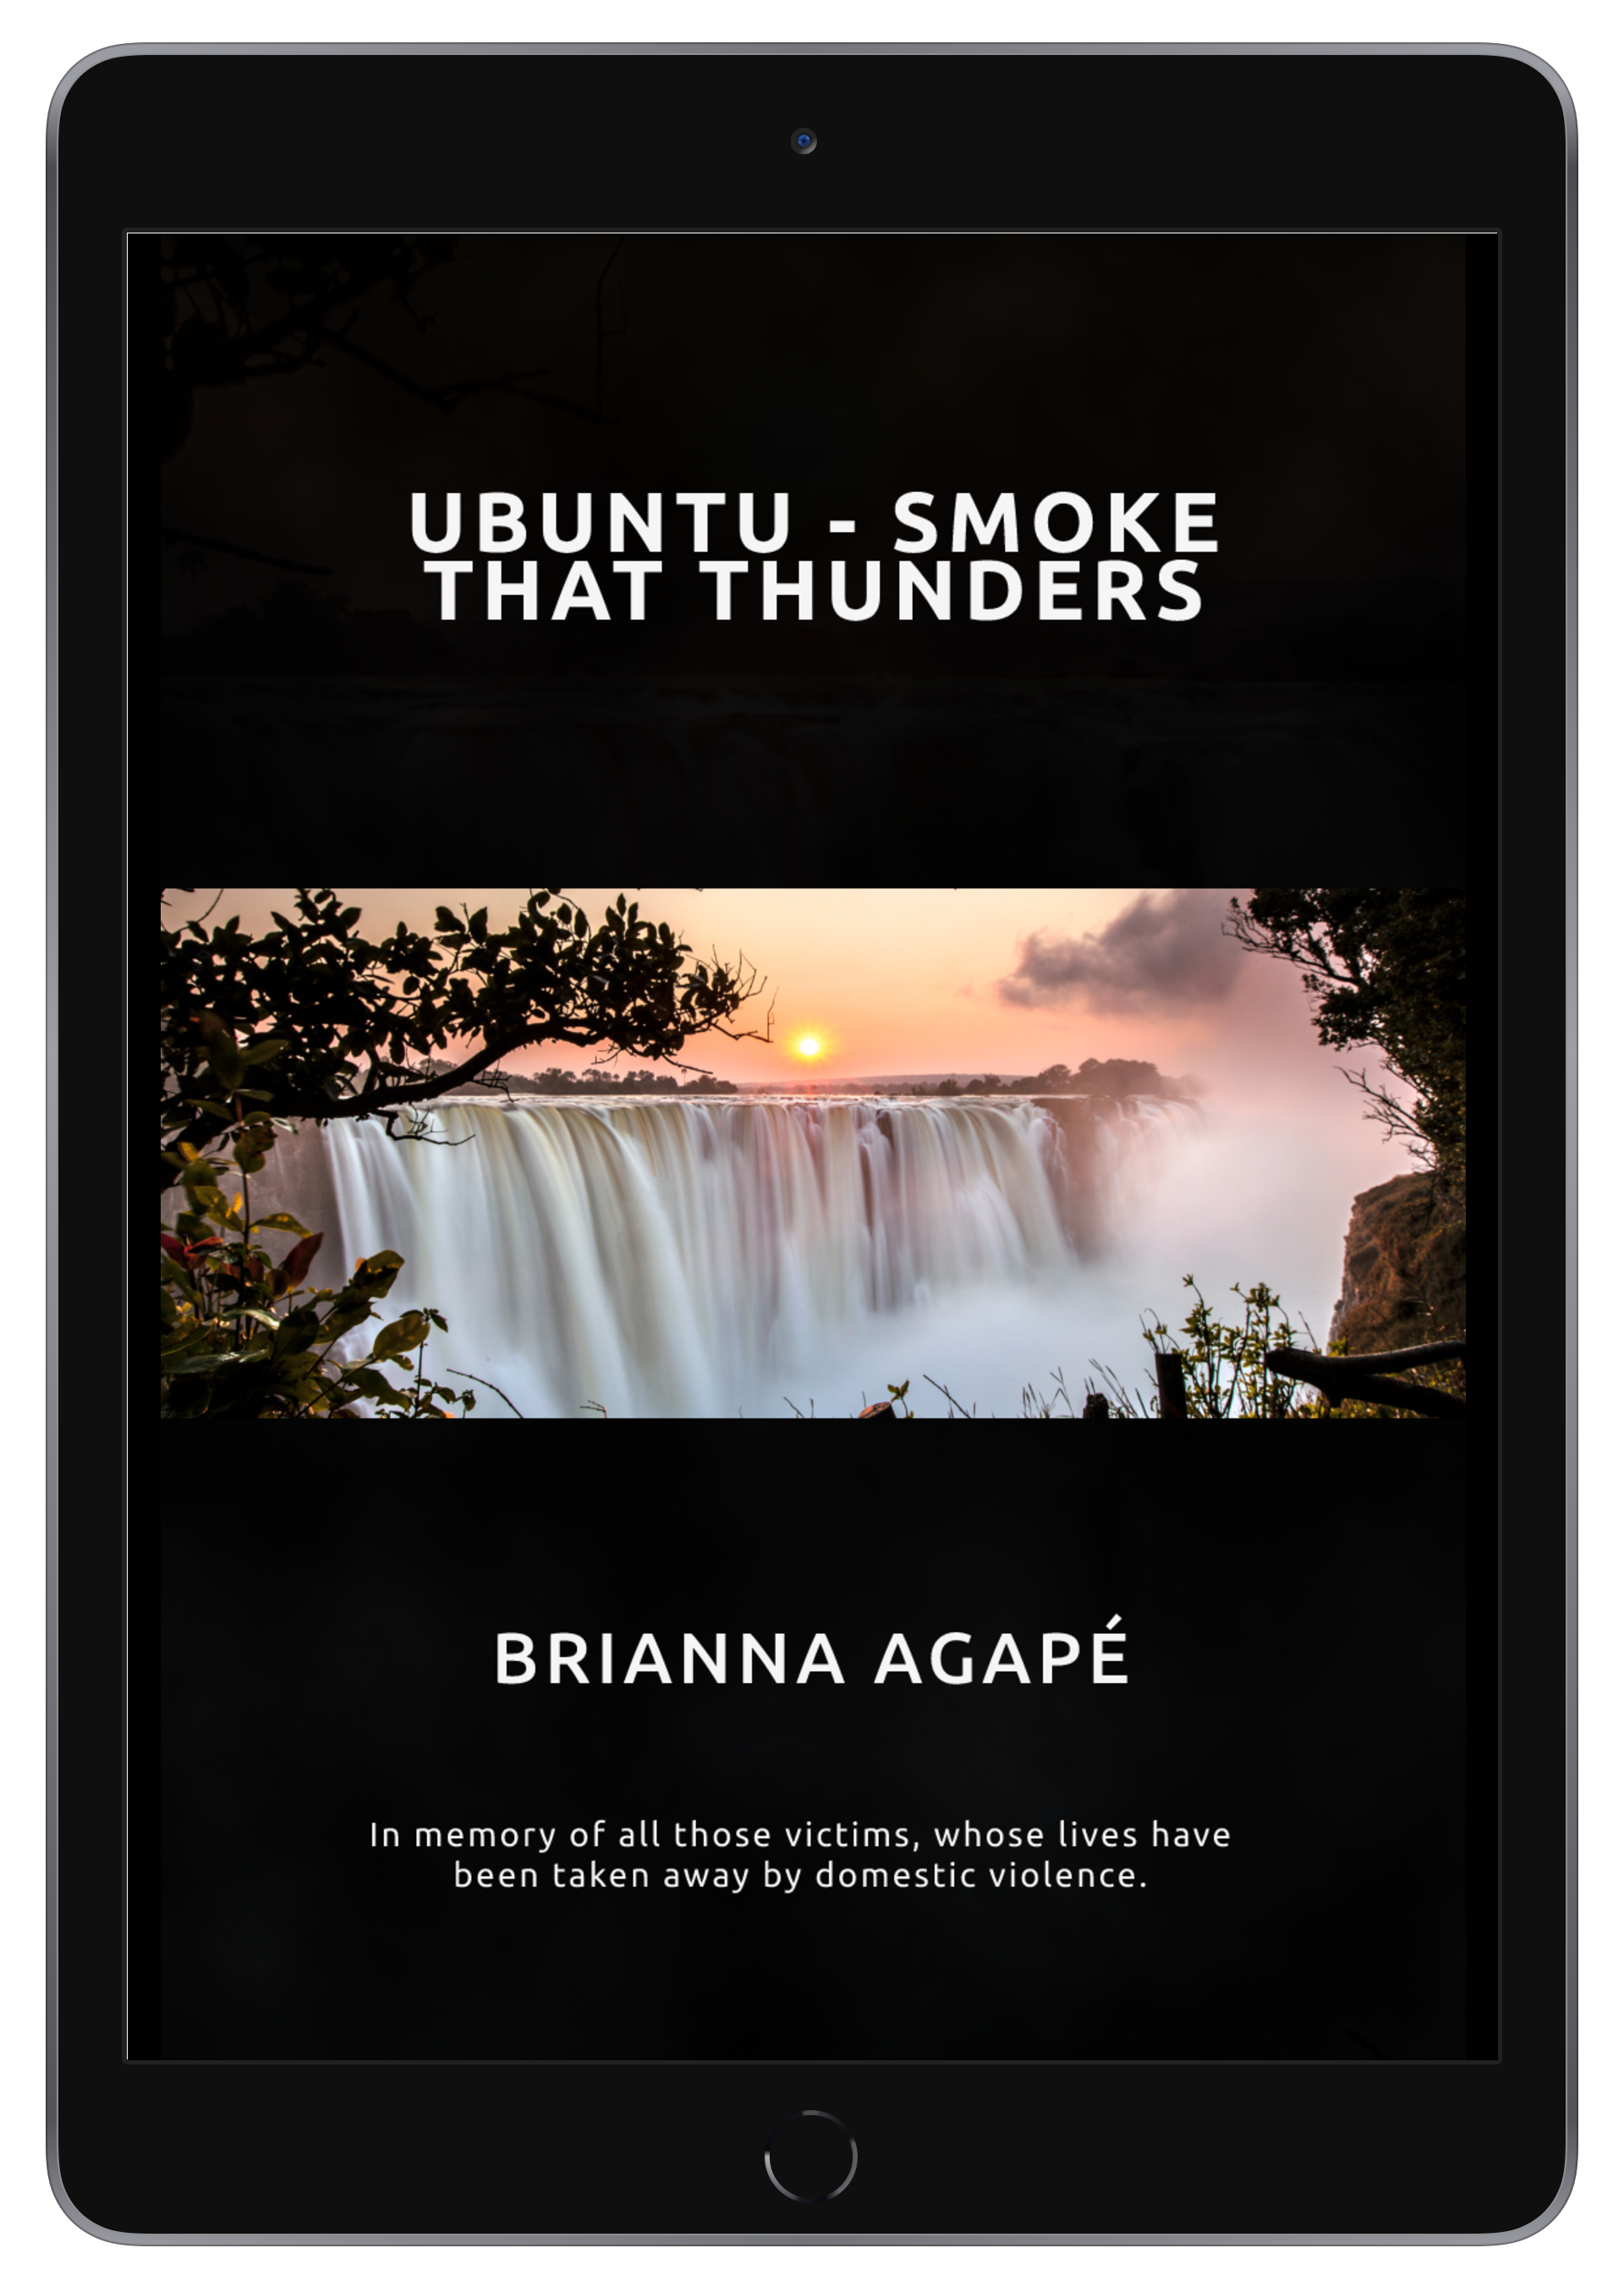 UBUNTU - SMOKE
THAT THUNDERS
BRIANNA AGAPÉ
In memory of all those victims, whose lives have
been taken away by domestic violence.